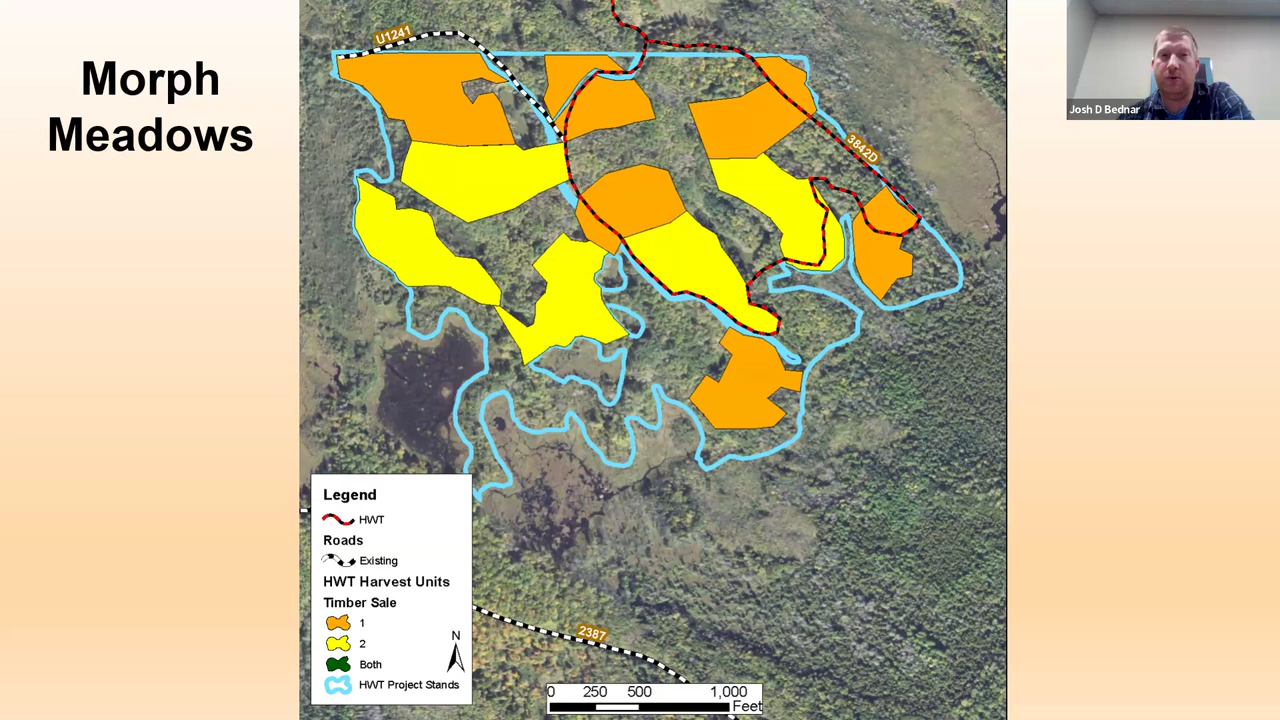 Morph
Meadows
U1241
3842D
Josh D Bednar
Legend
HWT
Roads
Existing
HWT Harvest Units
Timber Sale
1
2
Both
HWT Project Stands
N
2387
0 250 500 1,000
Feet